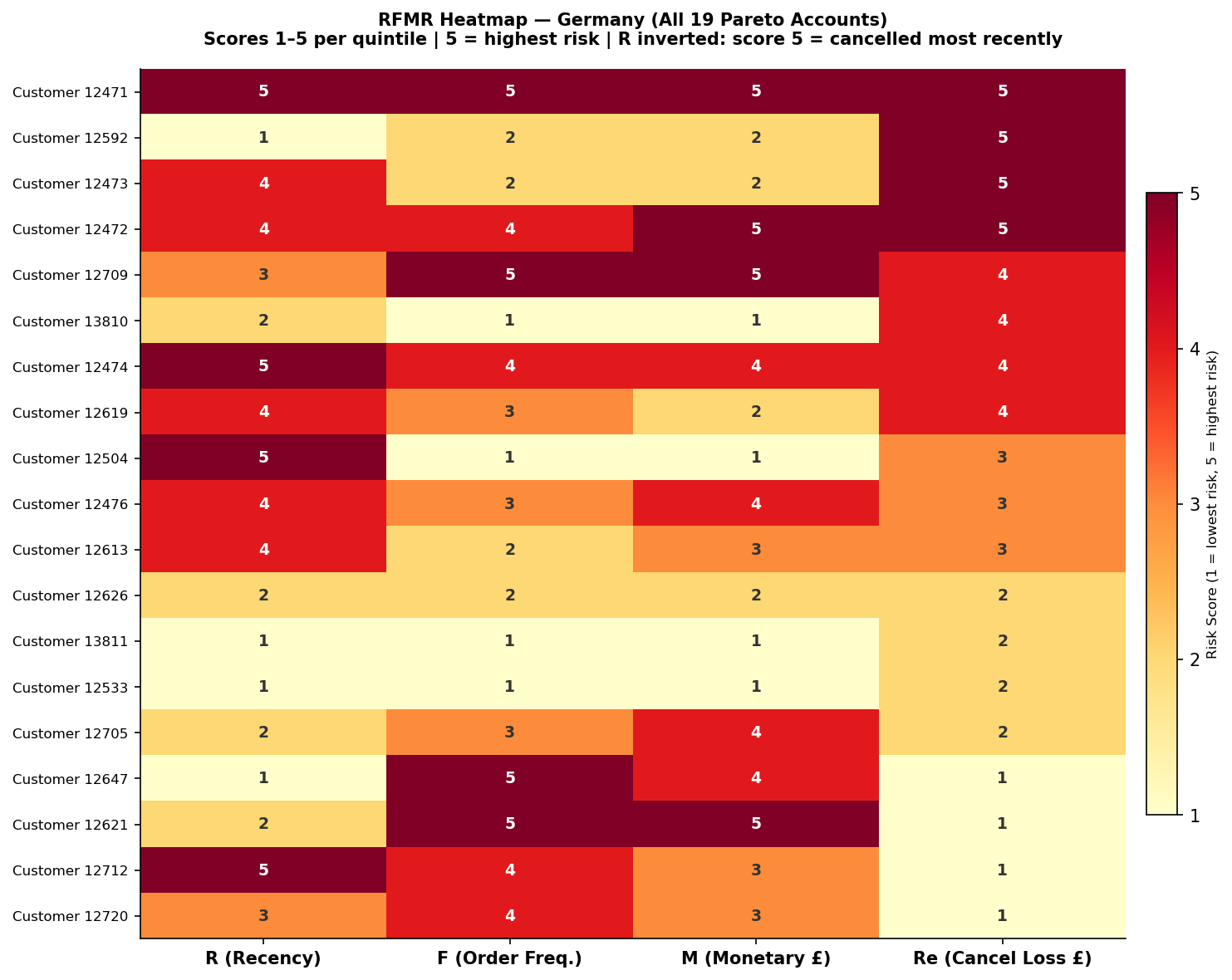 RFMR Heatmap — Germany (All 19 Pareto Accounts)
Scores 1–5 per quintile | 5 = highest risk | R inverted: score 5 = cancelled most recently
Customer 12471 5 5 5 5
Customer 12592 1 2 2 5
Customer 12473 4 2 2 5
Customer 12472 4 4 5 5
Customer 12709 3 5 5 4
Customer 13810 2 1 1 4
Customer 12474 5 4 4 4
Customer 12619 4 3 2 4
Customer 12504 5 1 1 3
Customer 12476 4 3 4 3
Customer 12613 4 2 3 3
Customer 12626 2 2 2 2
Customer 13811 1 1 1 2
Customer 12533 1 1 1 2
Customer 12705 2 3 4 2
Customer 12647 1 5 4 1
Customer 12621 2 5 5 1
Customer 12712 5 4 3 1
Customer 12720 3 4 3 1
R (Recency) F (Order Freq.) M (Monetary £) Re (Cancel Loss £)
5
4
3
2
1
Risk Score (1 = lowest risk, 5 = highest risk)